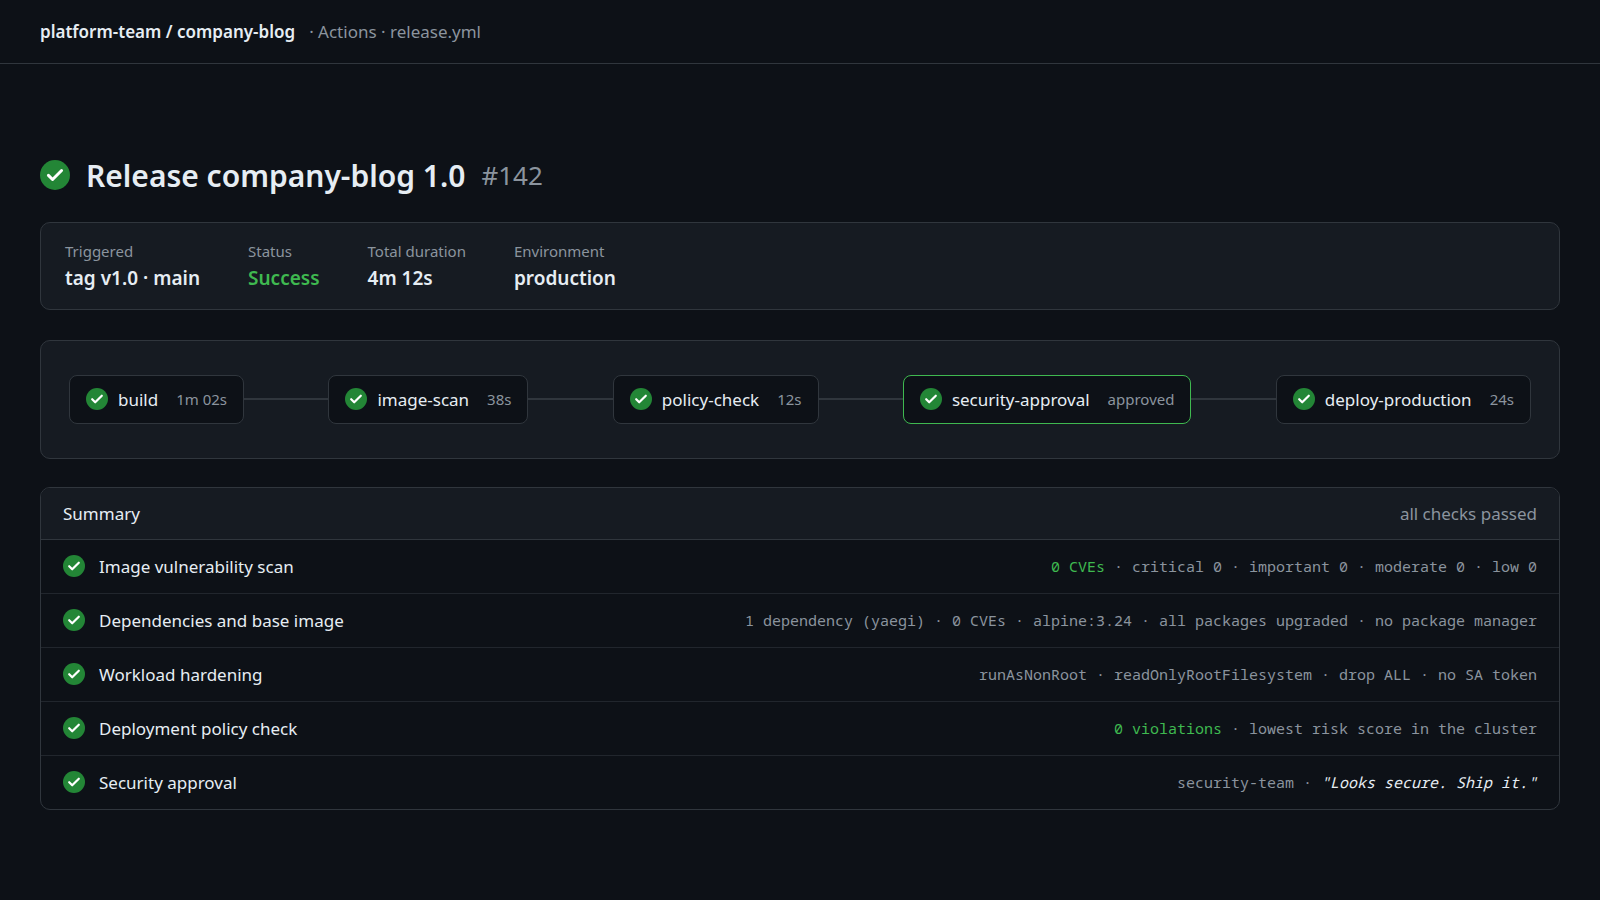 platform-team / company-blog · Actions · release.yml
Release company-blog 1.0 #142
Triggered Status Total duration Environment
tag v1.0 · main Success 4m 12s production
build 1m 02s image-scan 38s policy-check 12s security-approval approved deploy-production 24s
Summary all checks passed
Image vulnerability scan 0 CVEs · critical 0 · important 0 · moderate 0 · low 0
Dependencies and base image 1 dependency (yaegi) · 0 CVEs · alpine:3.24 · all packages upgraded · no package manager
Workload hardening runAsNonRoot · readOnlyRootFilesystem · drop ALL · no SA token
Deployment policy check 0 violations · lowest risk score in the cluster
Security approval security-team · "Looks secure. Ship it."